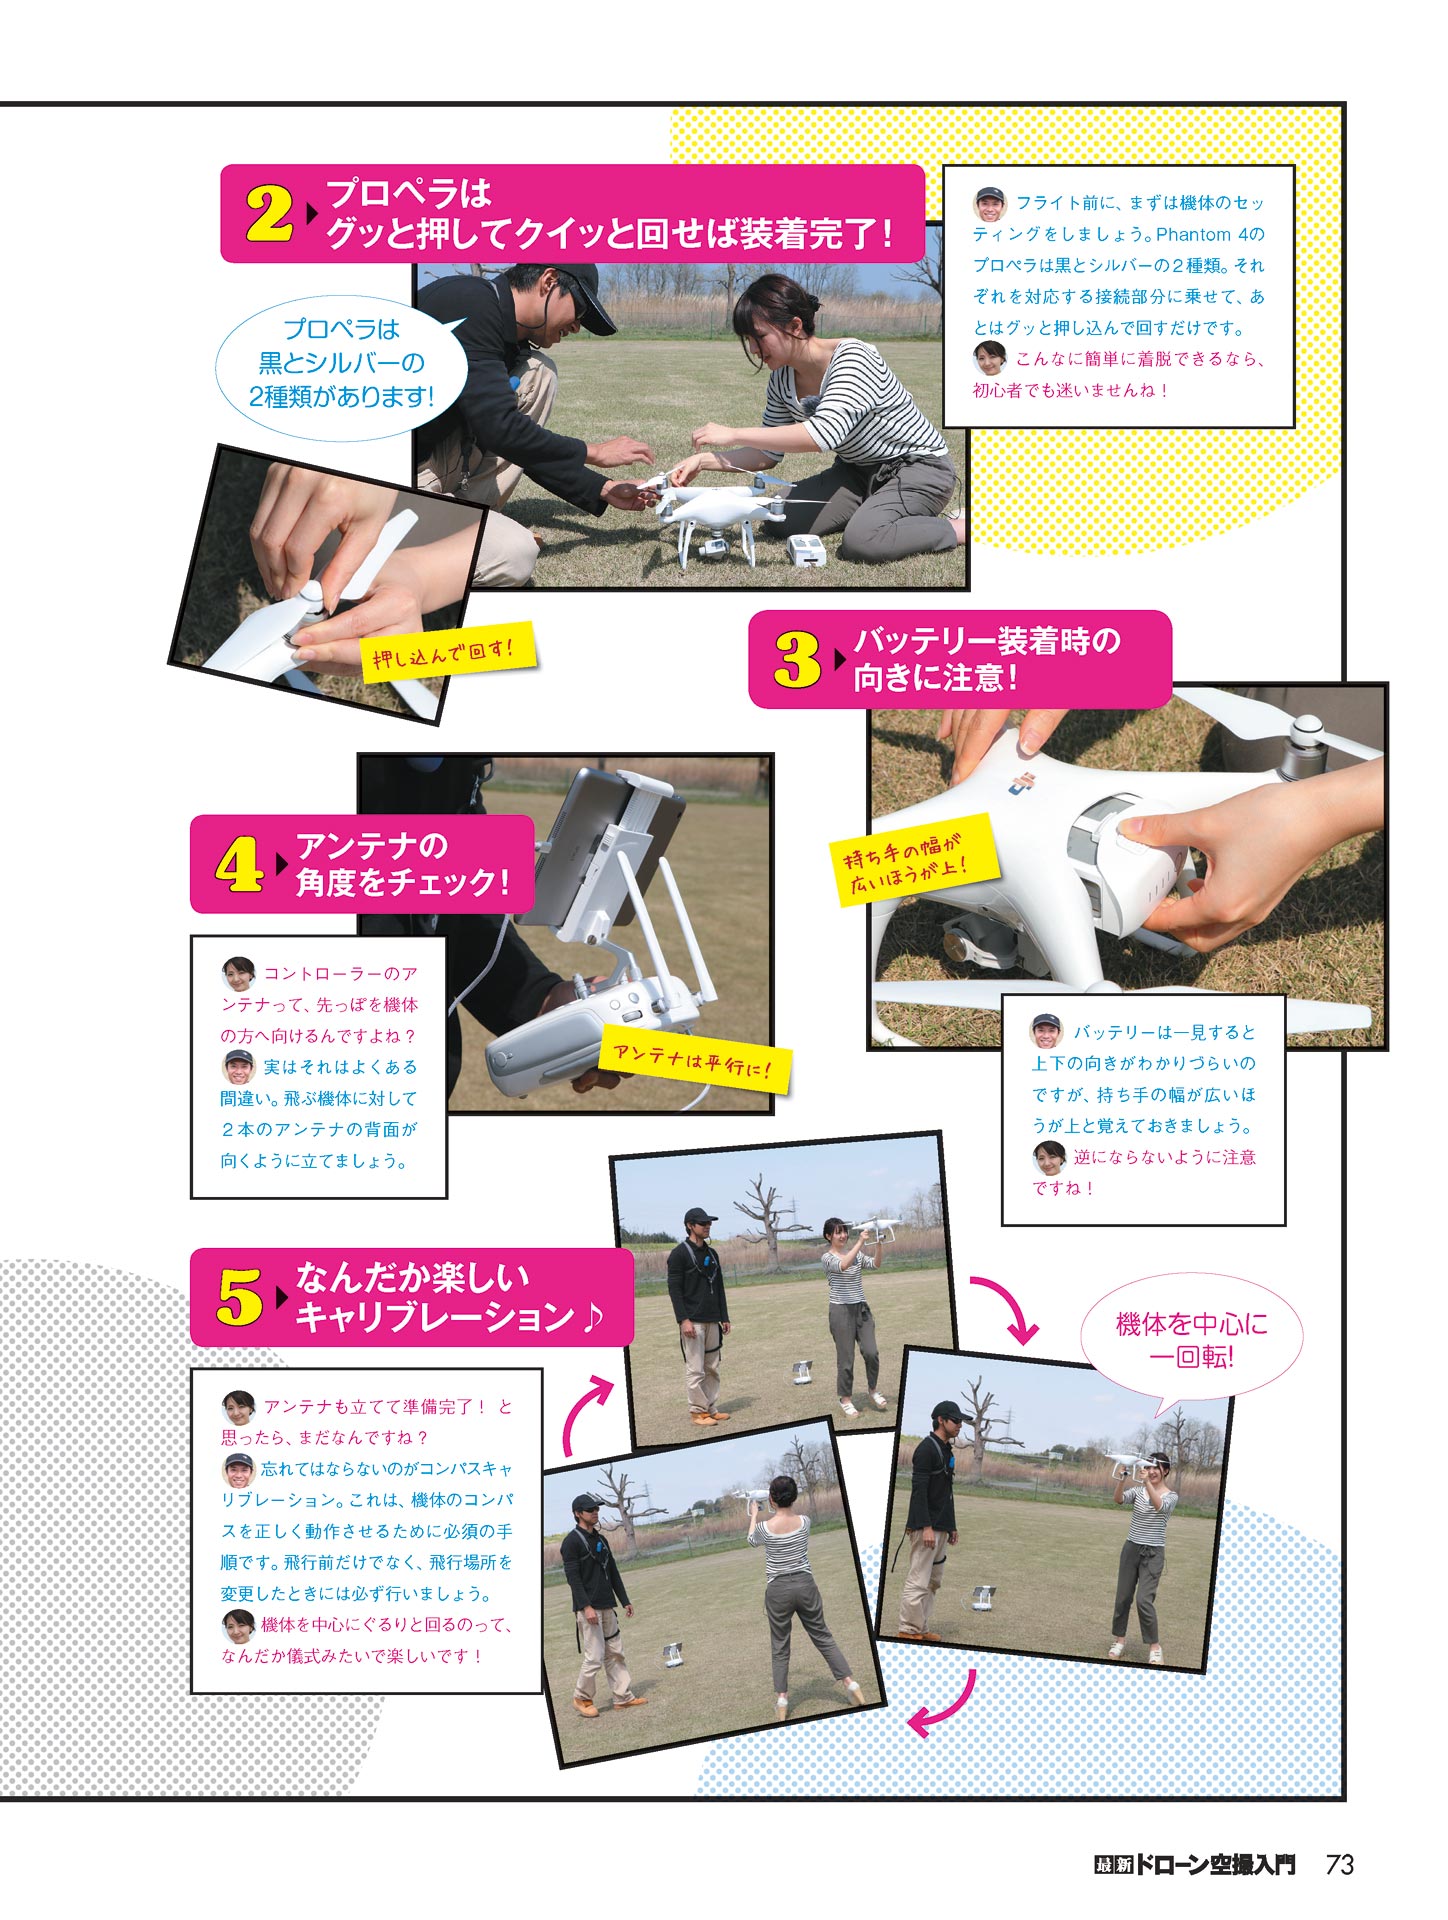 2 プロペラは
グッと押してクイッと回せば装着完了!
プロペラは
黒とシルバーの
2種類があります!
押し込んで回す!
フライト前に、まずは機体のセッ
ティングをしましょう。Phantom 4の
プロペラは黒とシルバーの2種類。それ
ぞれを対応する接続部分に乗せて、あ
とはグッと押し込んで回すだけです。
こんなに簡単に着脱できるなら、
初心者でも迷いませんね!
3 バッテリー装着時の
向きに注意!
持ち手の幅が
広いほうが上!
バッテリーは一見すると
上下の向きがわかりづらいの
ですが、持ち手の幅が広いほ
うが上と覚えておきましょう。
逆にならないように注意
ですね!
4 アンテナの
角度をチェック!
アンテナは平行に!
コントローラーのア
ンテナって、先っぽを機体
の方へ向けるんですよね?
実はそれはよくある
間違い。飛ぶ機体に対して
2本のアンテナの背面が
向くように立てましょう。
5 なんだか楽しい
キャリブレーション♪
機体を中心に
一回転!
アンテナも立てて準備完了! と
思ったら、まだなんですね?
忘れてはならないのがコンパスキャ
リブレーション。これは、機体のコンパ
スを正しく動作させるために必須の手
順です。飛行前だけでなく、飛行場所を
変更したときには必ず行いましょう。
機体を中心にぐるりと回るのって、
なんだか儀式みたいで楽しいです!
最新ドローン空撮入門 73